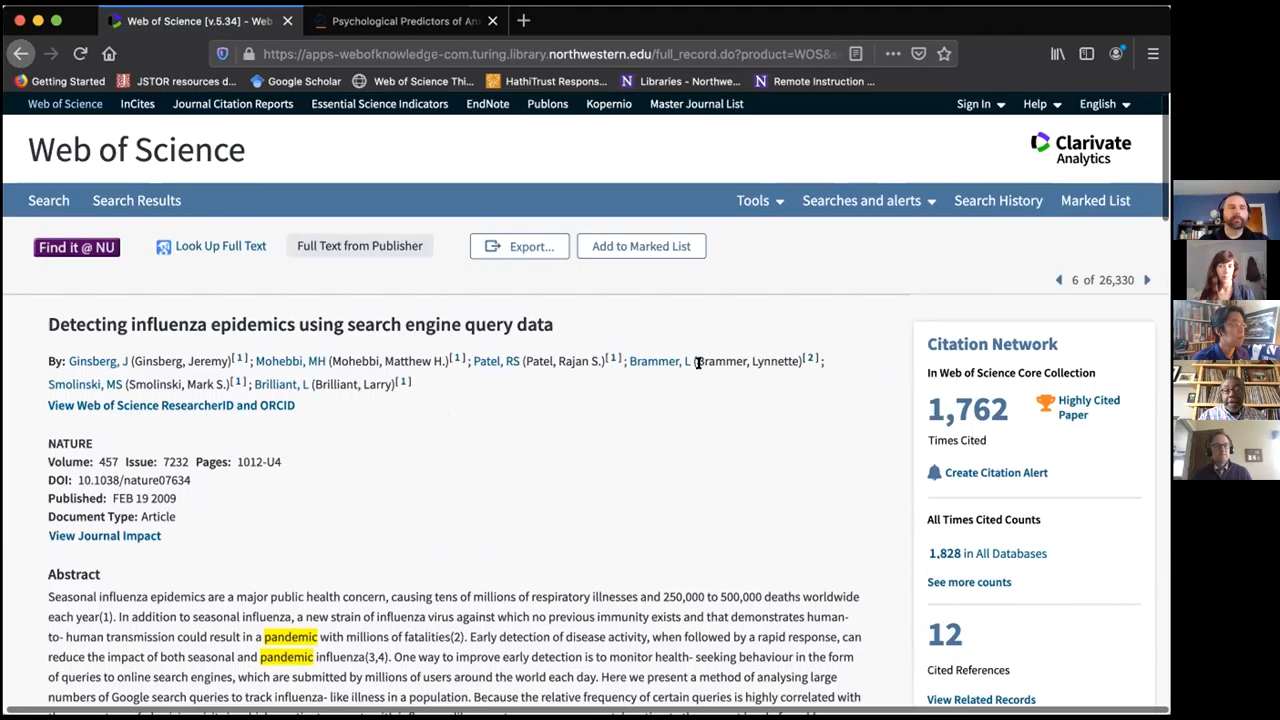 Web of Science [v.5.34] - Web
Psychological Predictors of An
https://apps-webofknowledge-com.turing.library.northwestern.edu/full_record.do?product=WOS&s
Getting Started JSTOR resources d... Google Scholar Web of Science Thi... HathiTrust Respons... Libraries - Northwe... Remote Instruction ...
Web of Science InCites Journal Citation Reports Essential Science Indicators EndNote Publons Kopernio Master Journal List Sign In Help English
Web of Science
Clarivate
Analytics
Search Search Results Tools Searches and alerts Search History Marked List
Find it @ NU Look Up Full Text Full Text from Publisher Export... Add to Marked List
6 of 26,330
Detecting influenza epidemics using search engine query data
By: Ginsberg, J (Ginsberg, Jeremy)[ 1 ] ; Mohebbi, MH (Mohebbi, Matthew H.)[ 1 ] ; Patel, RS (Patel, Rajan S.)[ 1 ] ; Brammer, L (Brammer, Lynnette)[ 2 ] ;
Smolinski, MS (Smolinski, Mark S.)[ 1 ] ; Brilliant, L (Brilliant, Larry)[ 1 ]
View Web of Science ResearcherID and ORCID
NATURE
Volume: 457 Issue: 7232 Pages: 1012-U4
DOI: 10.1038/nature07634
Published: FEB 19 2009
Document Type: Article
View Journal Impact
Abstract
Seasonal influenza epidemics are a major public health concern, causing tens of millions of respiratory illnesses and 250,000 to 500,000 deaths worldwide
each year(1). In addition to seasonal influenza, a new strain of influenza virus against which no previous immunity exists and that demonstrates human-
to- human transmission could result in a pandemic with millions of fatalities(2). Early detection of disease activity, when followed by a rapid response, can
reduce the impact of both seasonal and pandemic influenza(3,4). One way to improve early detection is to monitor health- seeking behaviour in the form
of queries to online search engines, which are submitted by millions of users around the world each day. Here we present a method of analysing large
numbers of Google search queries to track influenza- like illness in a population. Because the relative frequency of certain queries is highly correlated with
Citation Network
In Web of Science Core Collection
1,762
Highly Cited
Paper
Times Cited
Create Citation Alert
All Times Cited Counts
1,828 in All Databases
See more counts
12
Cited References
View Related Records